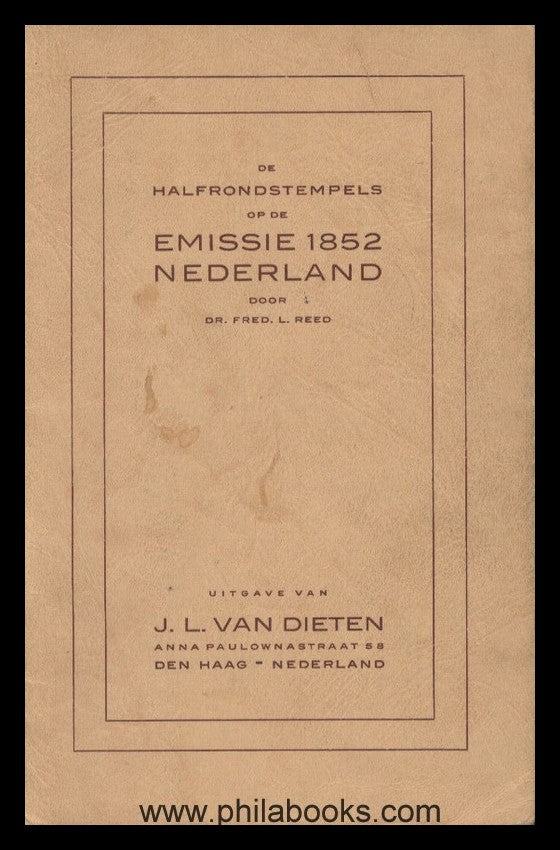 DE
HALFRONDSTEMPELS
OP DE
EMISSIE 1852
NEDERLAND
DOOR
DR. FRED. L. REED
UITGAVE VAN
J. L. VAN DIETEN
ANNA PAULOWNASTRAAT 58
DEN HAAG - NEDERLAND
www.philabooks.com